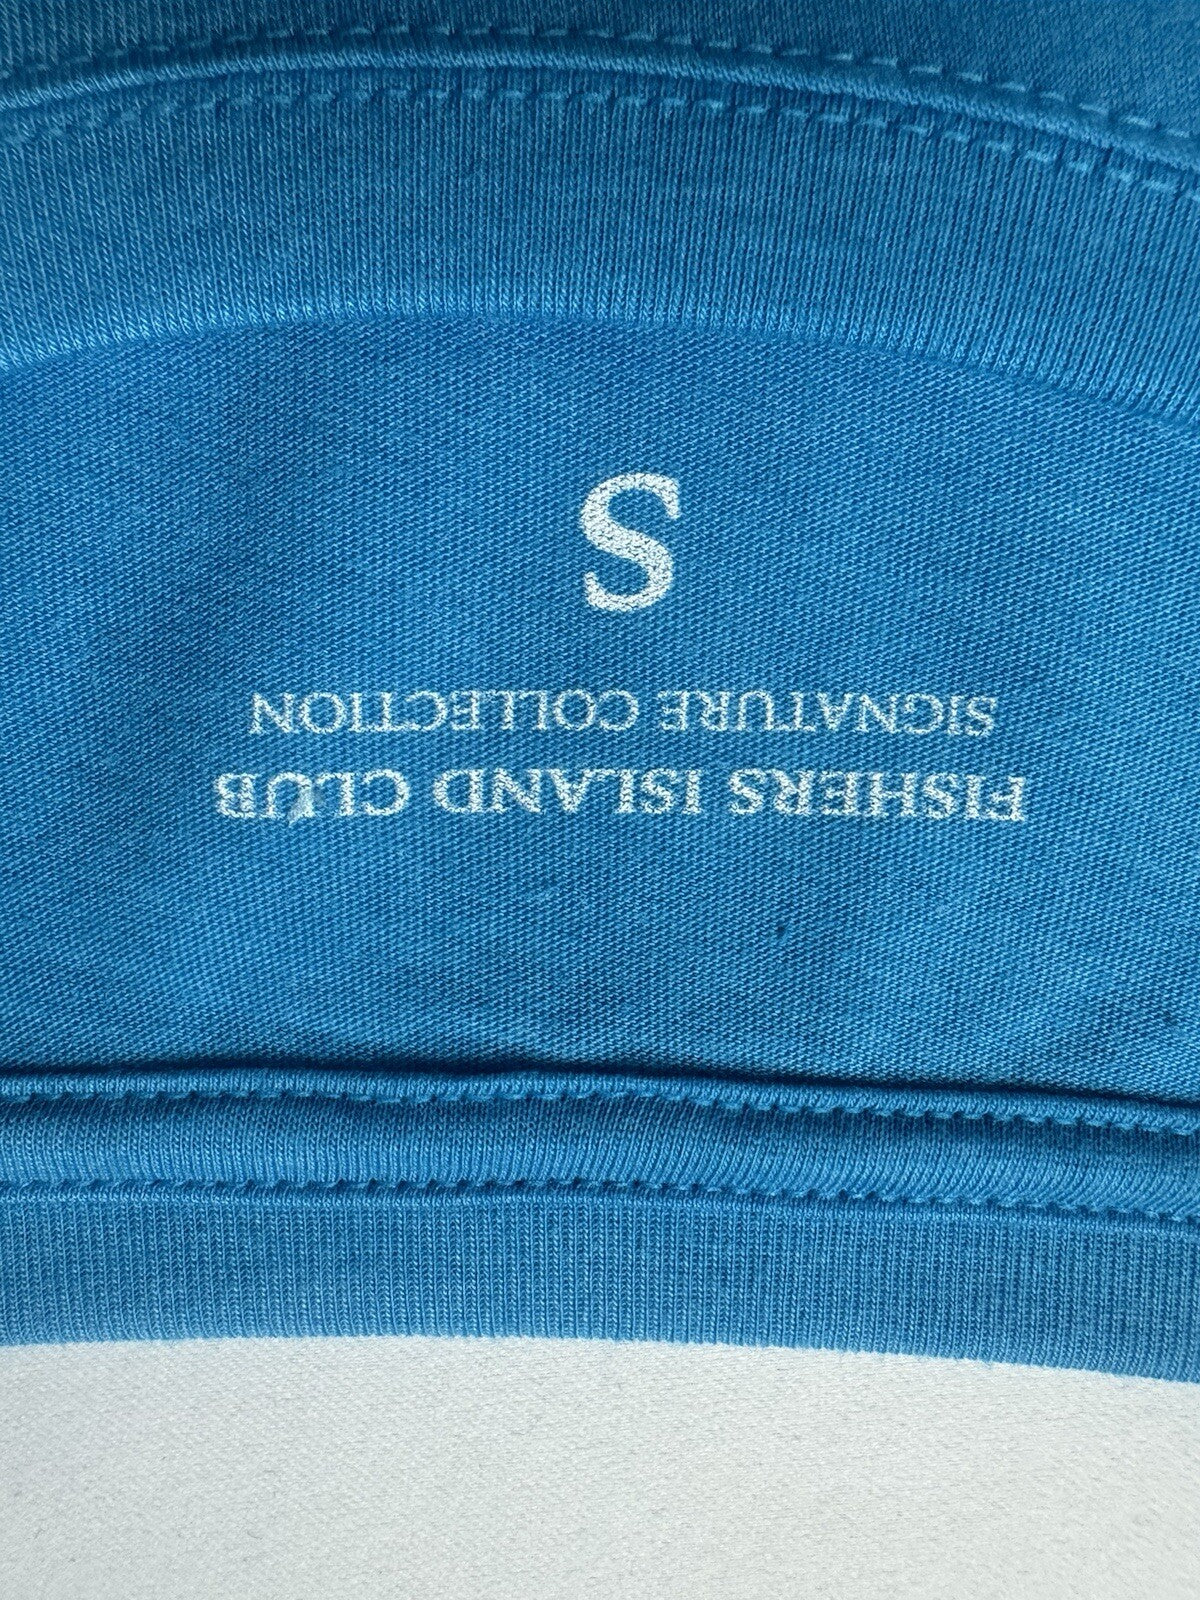 FISHERS ISLAND CLUB
SIGNATURE COLLECTION
S